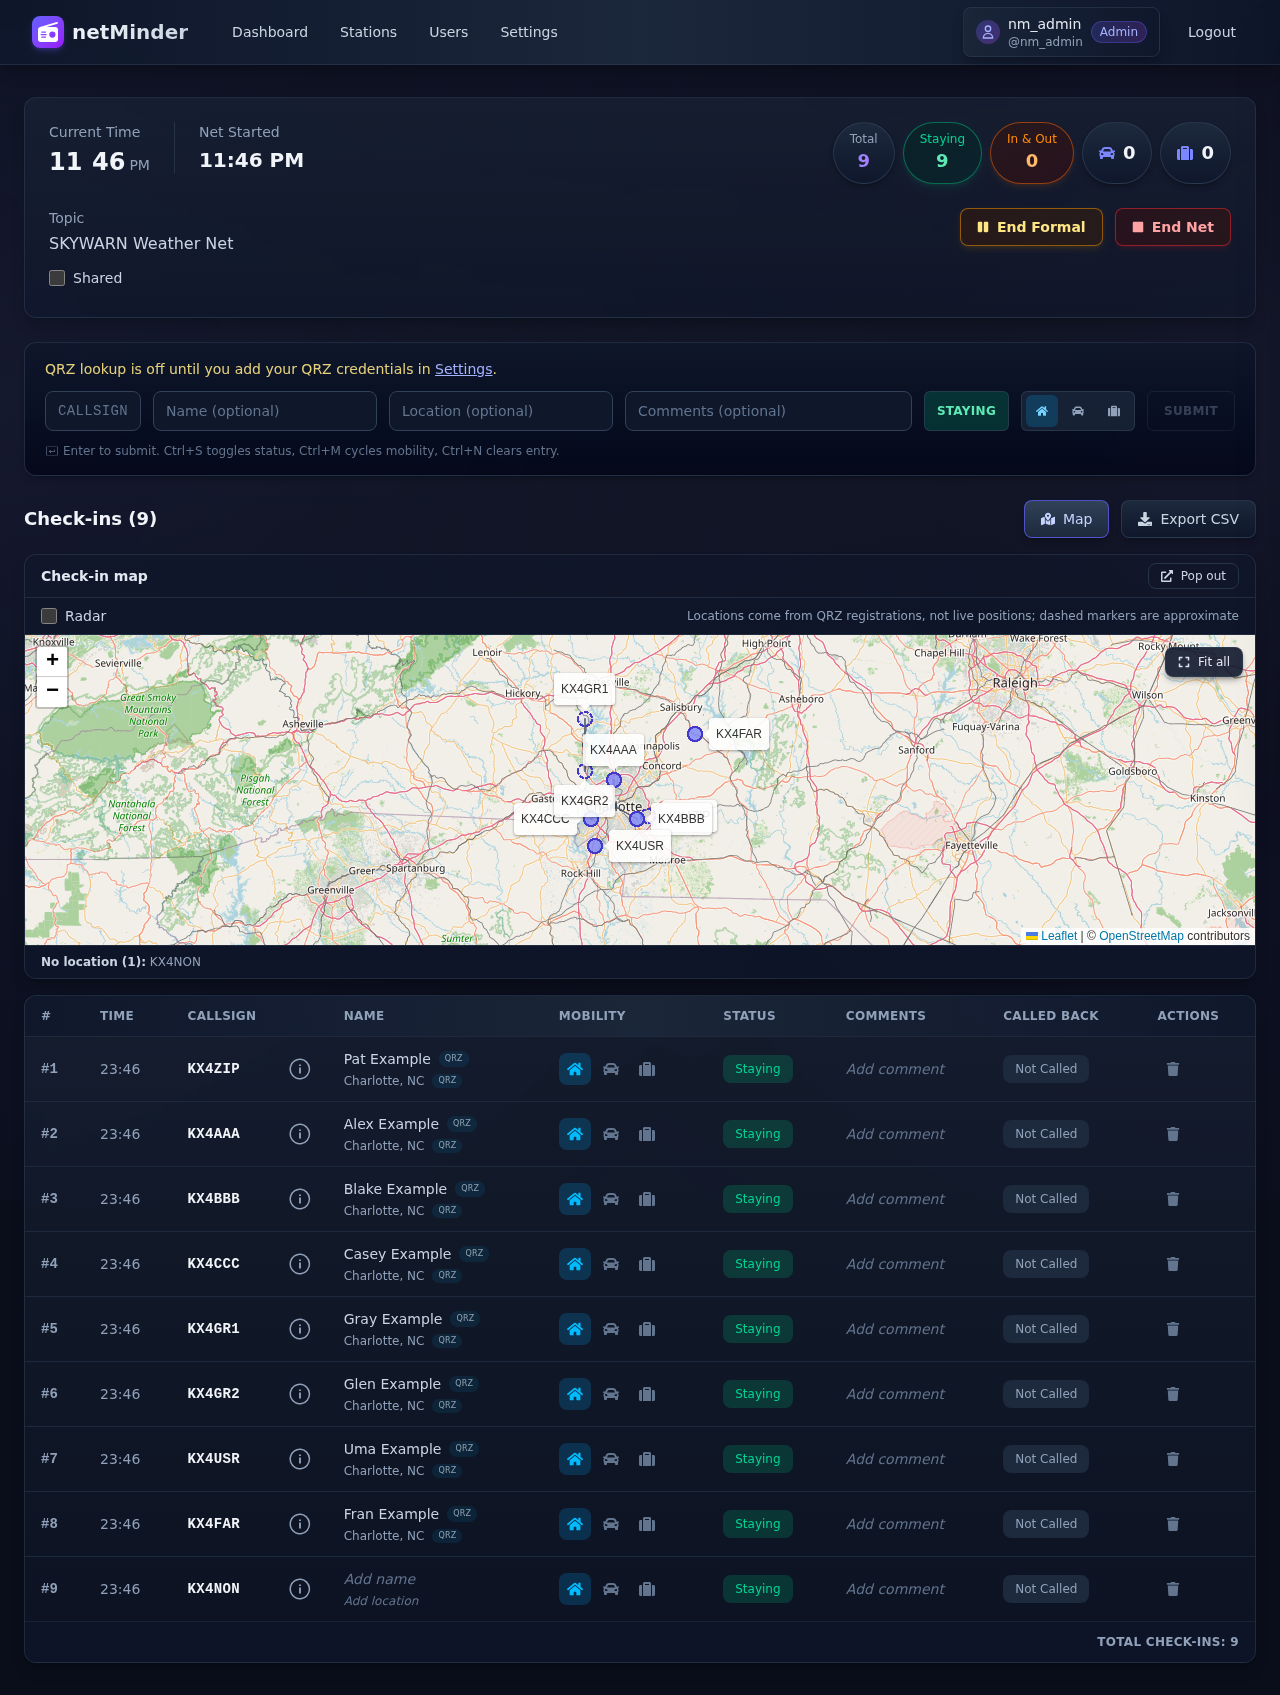 netMinder
Dashboard
Stations
Users
Settings
nm_admin
@nm_admin
Admin
Logout
Current Time
11 46 PM
Net Started
11:46 PM
Total
9
Staying
9
In & Out
0
0
0
Topic
SKYWARN Weather Net
Shared
End Formal
End Net
QRZ lookup is off until you add your QRZ credentials in Settings.
CALLSIGN
Name (optional)
Location (optional)
Comments (optional)
STAYING
SUBMIT
Enter to submit. Ctrl+S toggles status, Ctrl+M cycles mobility, Ctrl+N clears entry.
Check-ins (9)
Map
Export CSV
Check-in map
Pop out
Radar
Locations come from QRZ registrations, not live positions; dashed markers are approximate
+
−
Fit all
Knoxville
Sevierville
Great Smoky
Mountains
National
Park
Asheville
Pisgah
National
Forest
Nantahala
National
Forest
Lenoir
Hickory
KX4GR1
Salisbury
KX4FAR
KX4AAA
Concord
KX4GR2
KX4CCC
KX4BBB
KX4USR
Rock Hill
Greer
Spartanburg
Greenville
Sumter
High Point
Asheboro
Chapel Hill
Wake Forest
Raleigh
Rocky Mount
Wilson
Fuquay-Varina
Sanford
Goldsboro
Kinston
Fayetteville
Leaflet | © OpenStreetMap contributors
No location (1): KX4NON
# TIME CALLSIGN NAME MOBILITY STATUS COMMENTS CALLED BACK ACTIONS
#1 23:46 KX4ZIP Pat Example QRZ Staying Add comment Not Called
Charlotte, NC QRZ
#2 23:46 KX4AAA Alex Example QRZ Staying Add comment Not Called
Charlotte, NC QRZ
#3 23:46 KX4BBB Blake Example QRZ Staying Add comment Not Called
Charlotte, NC QRZ
#4 23:46 KX4CCC Casey Example QRZ Staying Add comment Not Called
Charlotte, NC QRZ
#5 23:46 KX4GR1 Gray Example QRZ Staying Add comment Not Called
Charlotte, NC QRZ
#6 23:46 KX4GR2 Glen Example QRZ Staying Add comment Not Called
Charlotte, NC QRZ
#7 23:46 KX4USR Uma Example QRZ Staying Add comment Not Called
Charlotte, NC QRZ
#8 23:46 KX4FAR Fran Example QRZ Staying Add comment Not Called
Charlotte, NC QRZ
#9 23:46 KX4NON Add name Staying Add comment Not Called
Add location
TOTAL CHECK-INS: 9